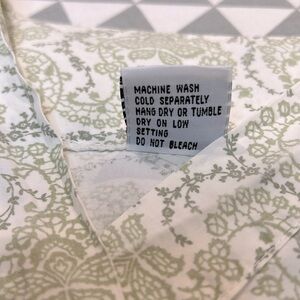 MACHINE WASH
COLD SEPARATELY
HANG DRY OR TUMBLE
DRY ON LOW
SETTING
DO NOT BLEACH